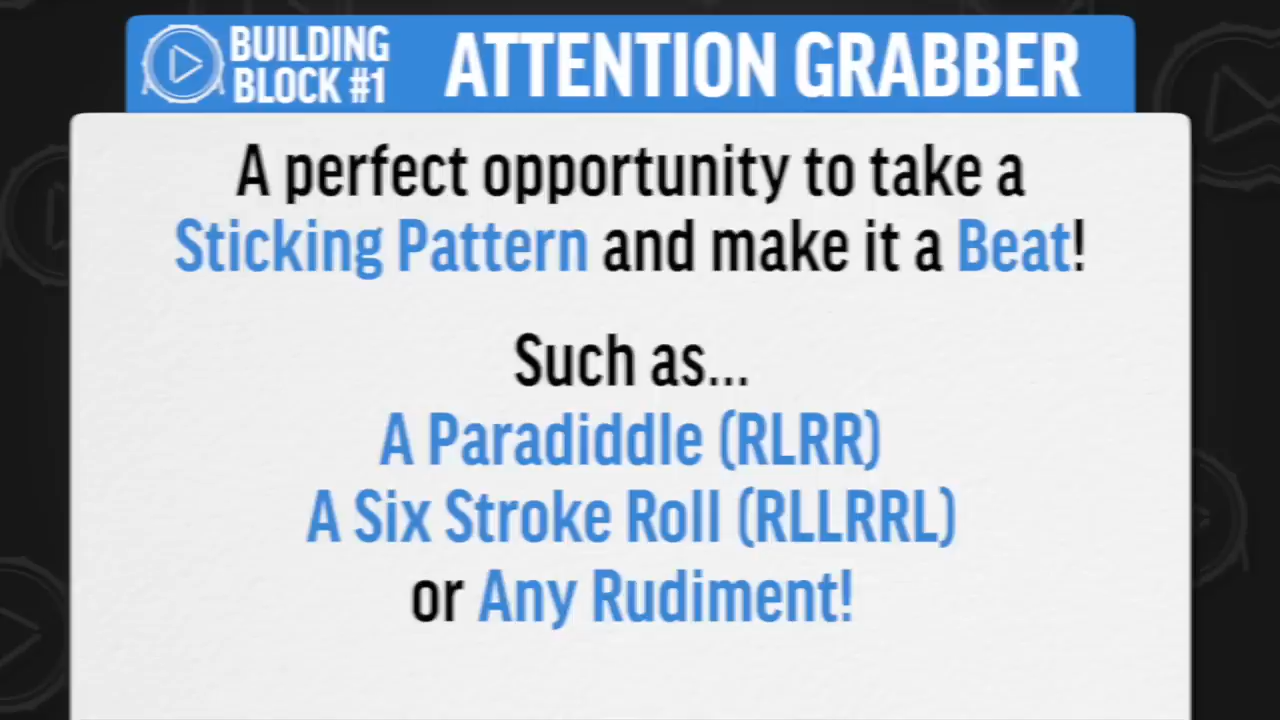 BUILDING
BLOCK #1
ATTENTION GRABBER
A perfect opportunity to take a
Sticking Pattern and make it a Beat!
Such as...
A Paradiddle (RLRR)
A Six Stroke Roll (RLLRRL)
or Any Rudiment!